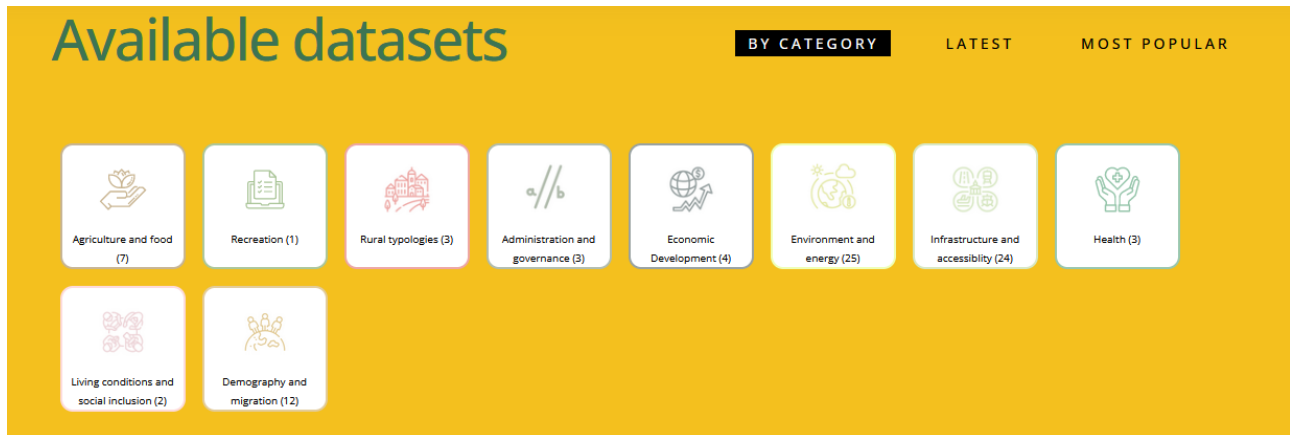 Available datasets
BY CATEGORY
LATEST
MOST POPULAR
Agriculture and food
(7)
Recreation (1)
Rural typologies (3)
a//b
Administration and
governance (3)
$
Economic
Development (4)
Environment and
energy (25)
Infrastructure and
accessiblity (24)
Health (3)
Living conditions and
social inclusion (2)
Demography and
migration (12)